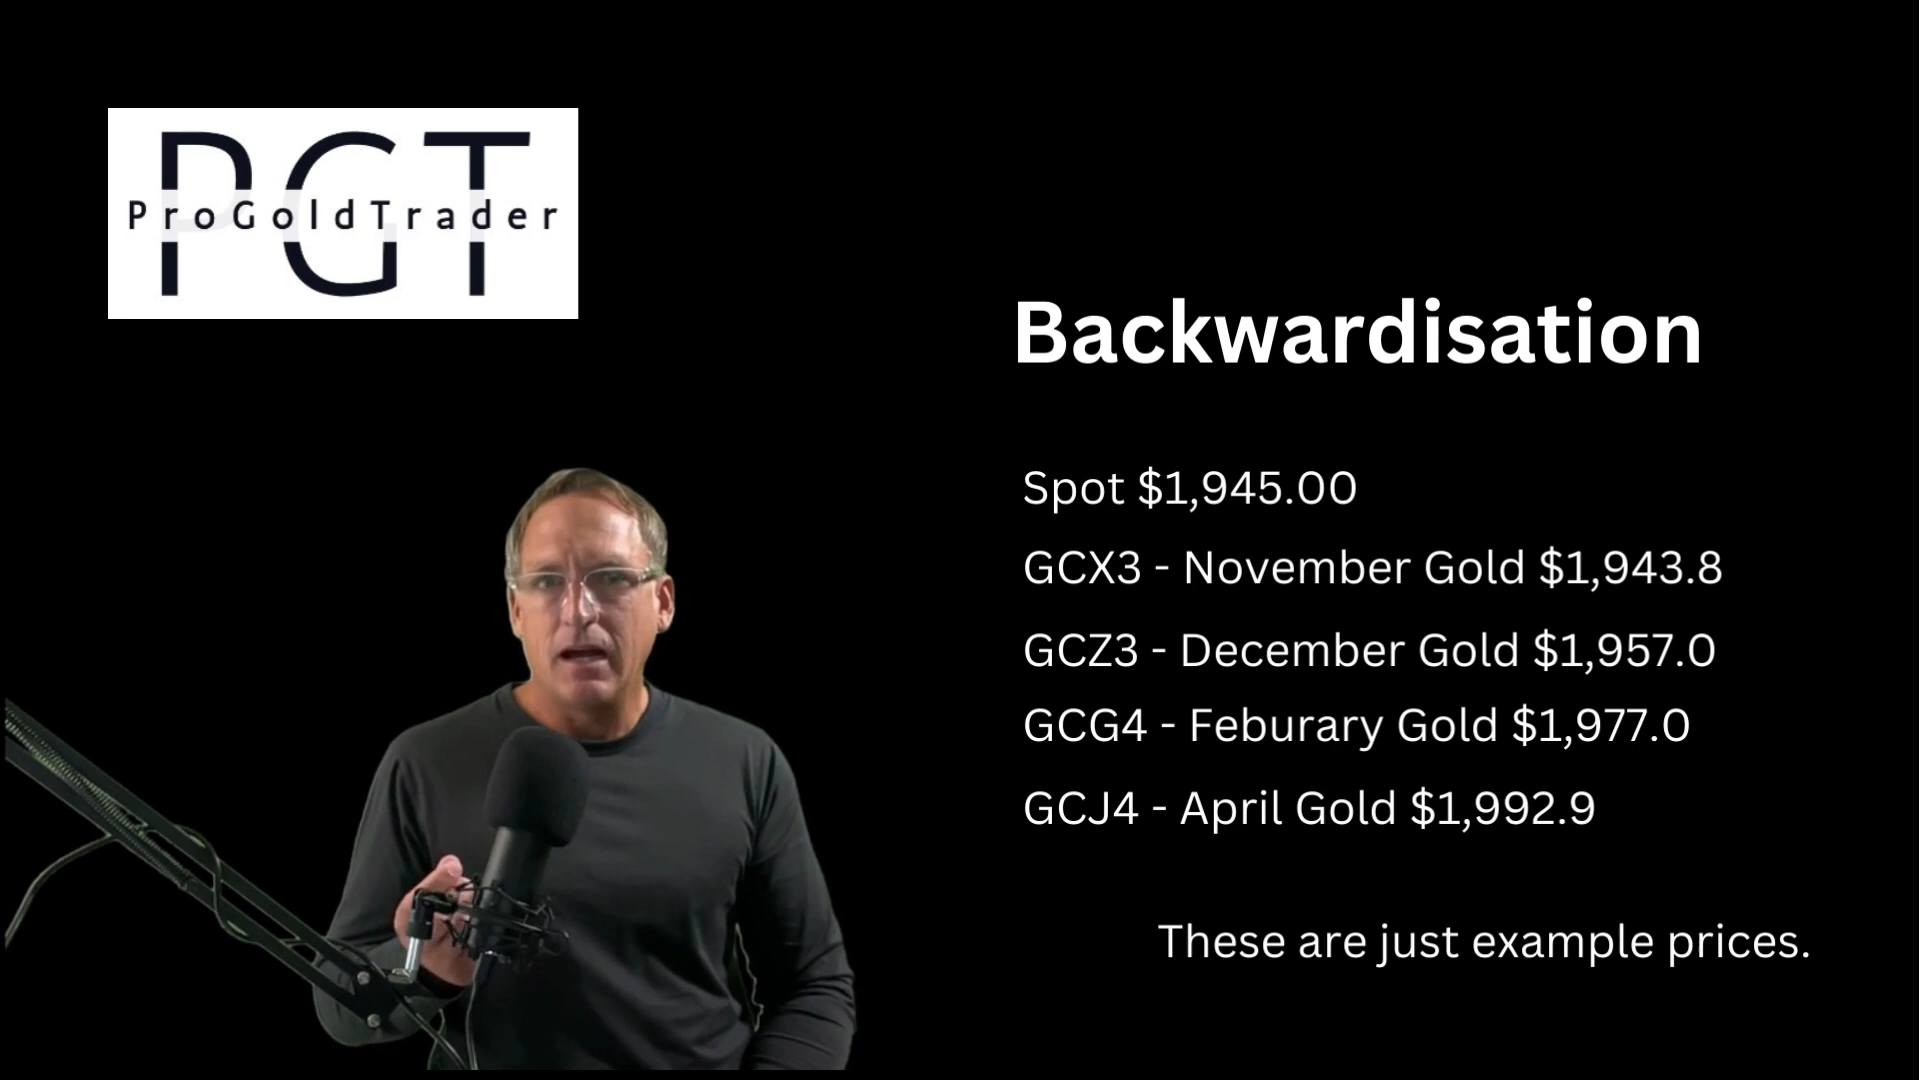 PGT
ProGoldTrader
Backwardisation
Spot $1,945.00
GCX3 - November Gold $1,943.8
GCZ3 - December Gold $1,957.0
GCG4 - Feburary Gold $1,977.0
GCJ4 - April Gold $1,992.9
These are just example prices.